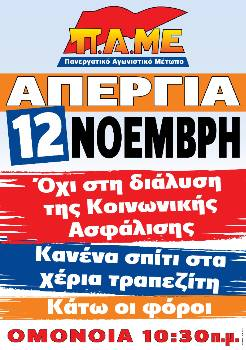 Π.Α.ΜΕ
Πανεργατικό Αγωνιστικό Μέτωπο
ΑΠΕΡΓΙΑ
12 ΝΟΕΜΒΡΗ
Όχι στη διάλυση
της Κοινωνικής
Ασφάλισης
Κανένα σπίτι στα
χέρια τραπεζίτη
Κάτω οι φόροι
ΟΜΟΝΟΙΑ 10:30π.μ.